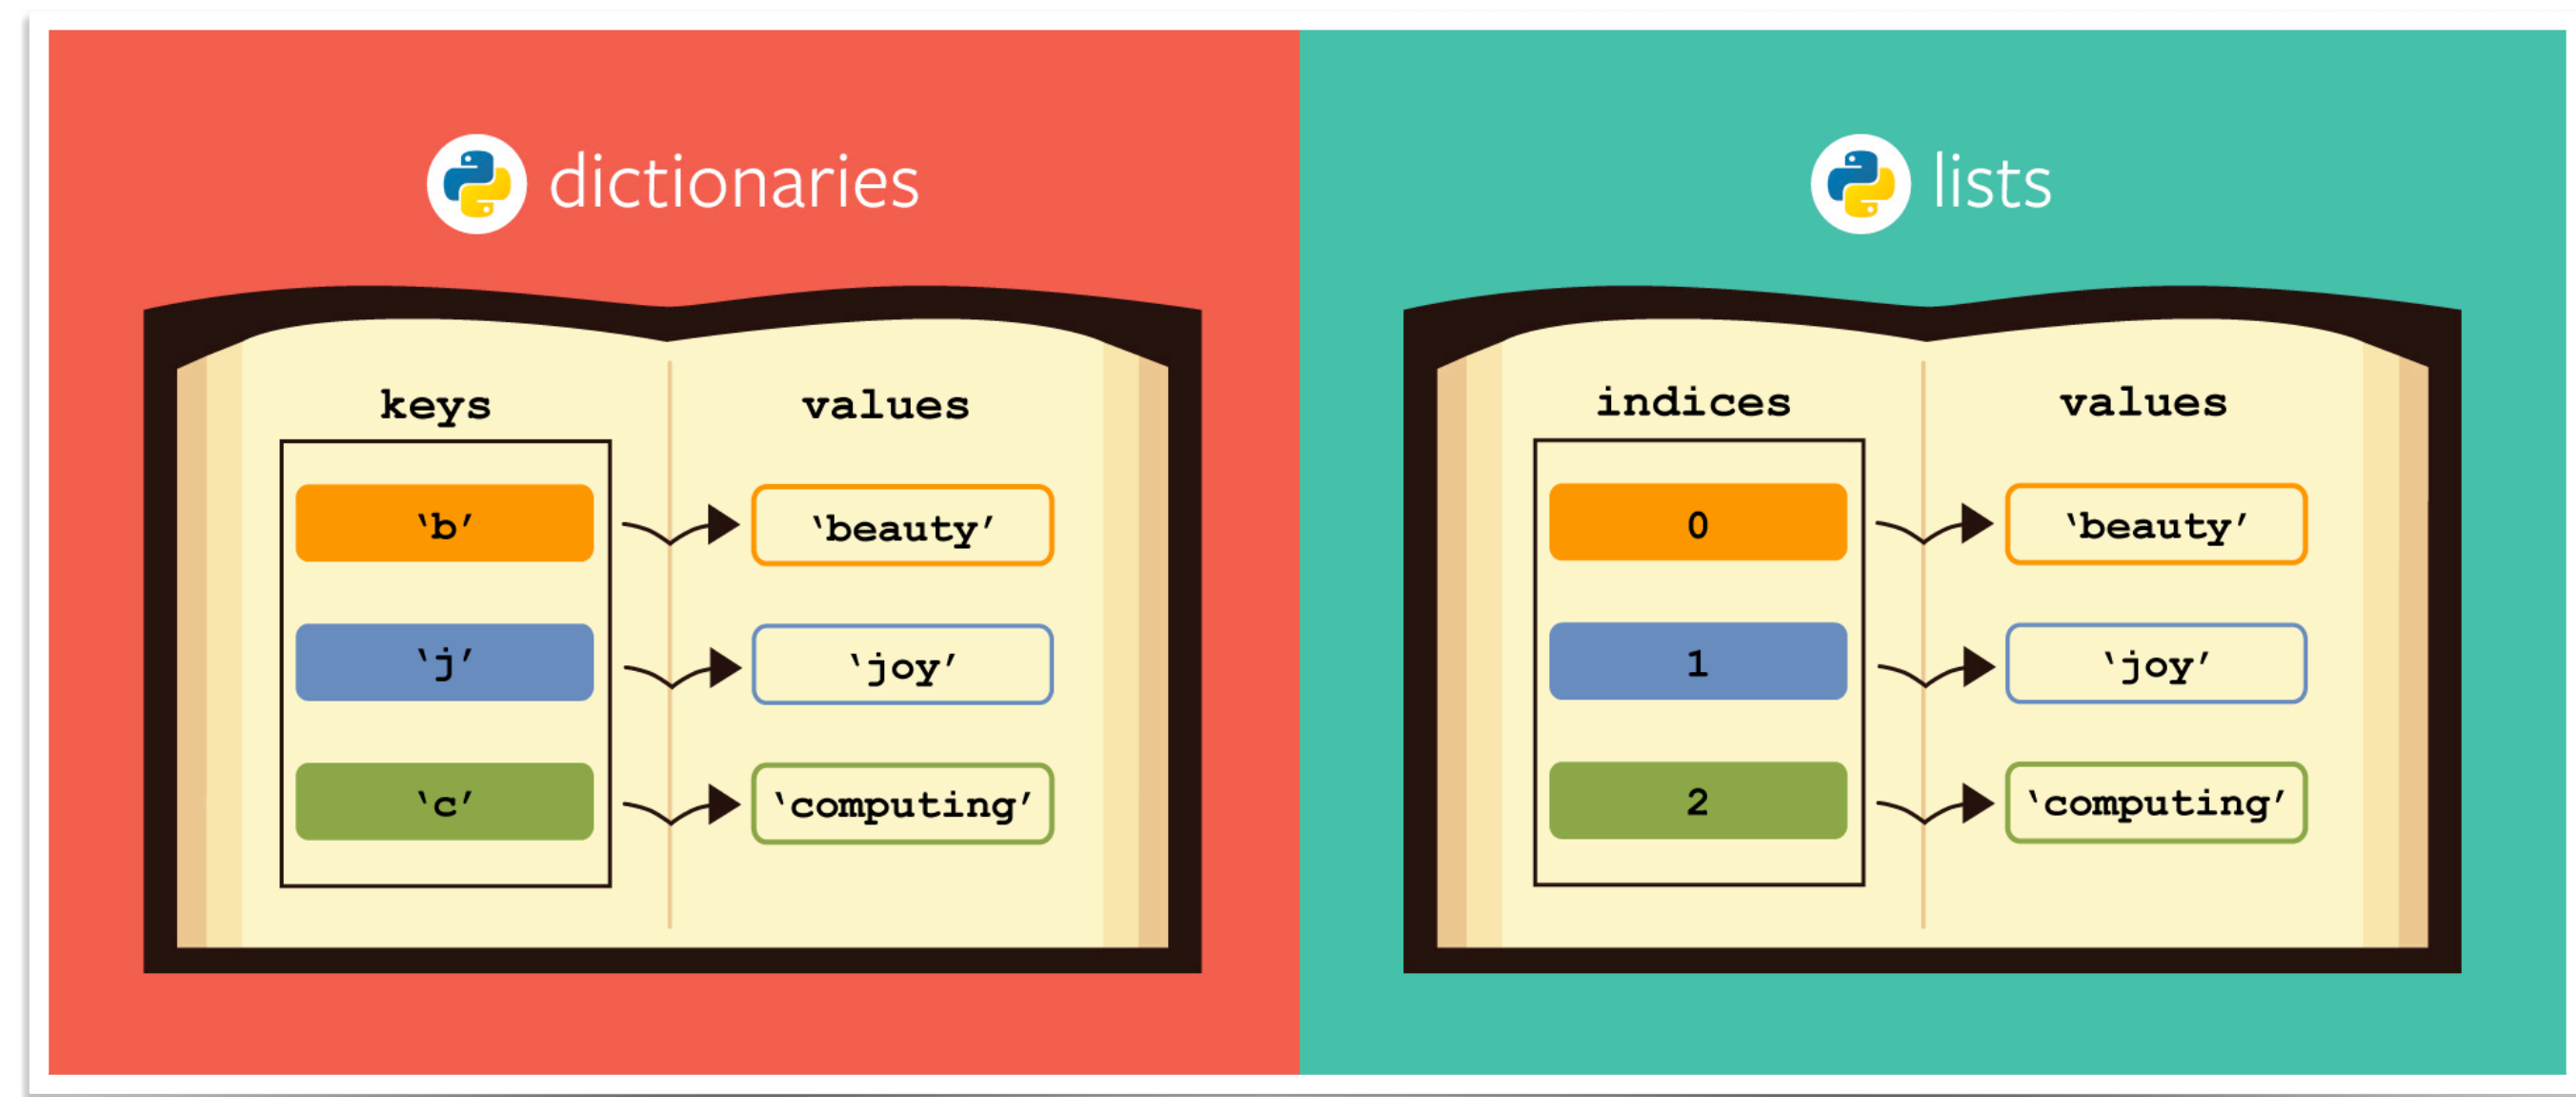 dictionaries
keys values
‘b’ ‘beauty’
‘j’ ‘joy’
‘c’ ‘computing’
lists
indices values
0 ‘beauty’
1 ‘joy’
2 ‘computing’